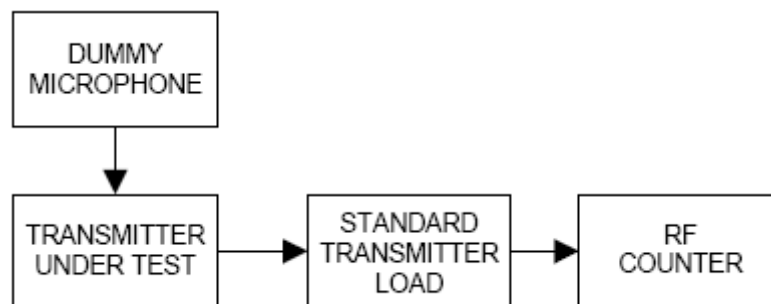 DUMMY
MICROPHONE
TRANSMITTER
UNDER TEST
STANDARD
TRANSMITTER
LOAD
RF
COUNTER